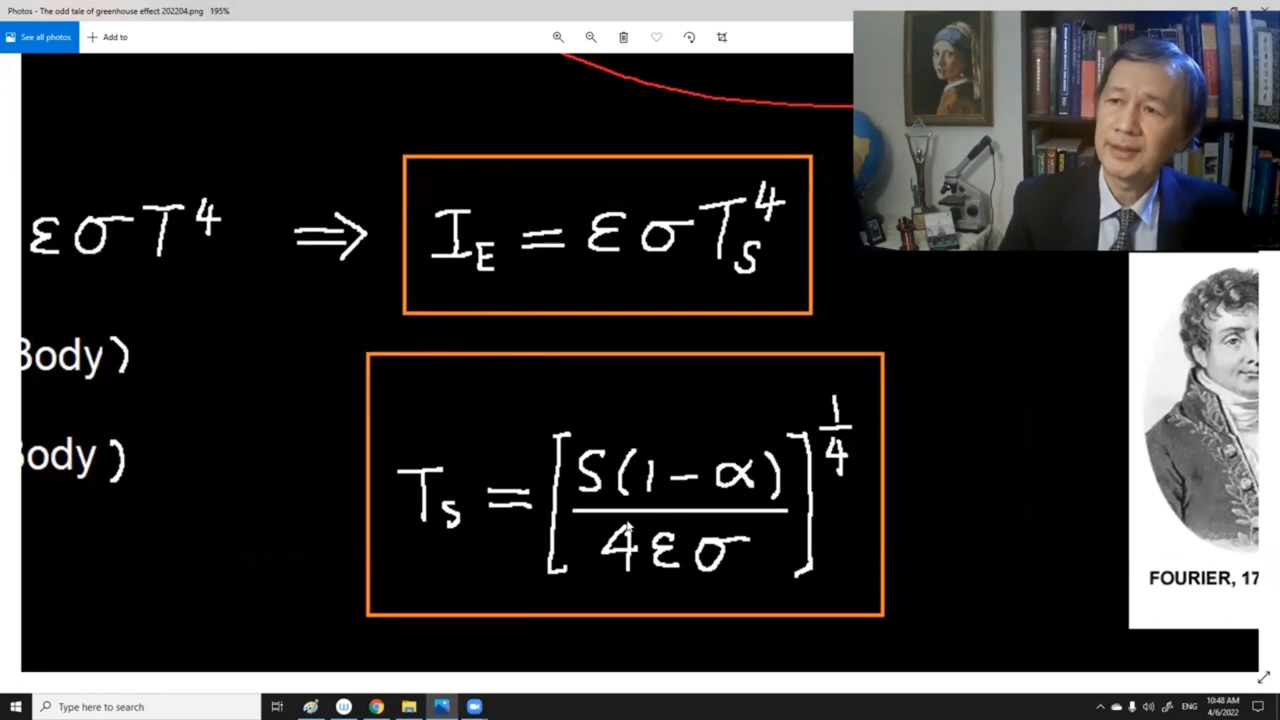 Photos - The odd tale of greenhouse effect 202204.png 195%
See all photos + Add to
εσT⁴ ⇒ I_E = εσT_S⁴
Body)
Body)
T_s = [S(1-α)/4εσ]^(1/4)
FOURIER, 17
Type here to search
ENG
10:48 AM
4/6/2022